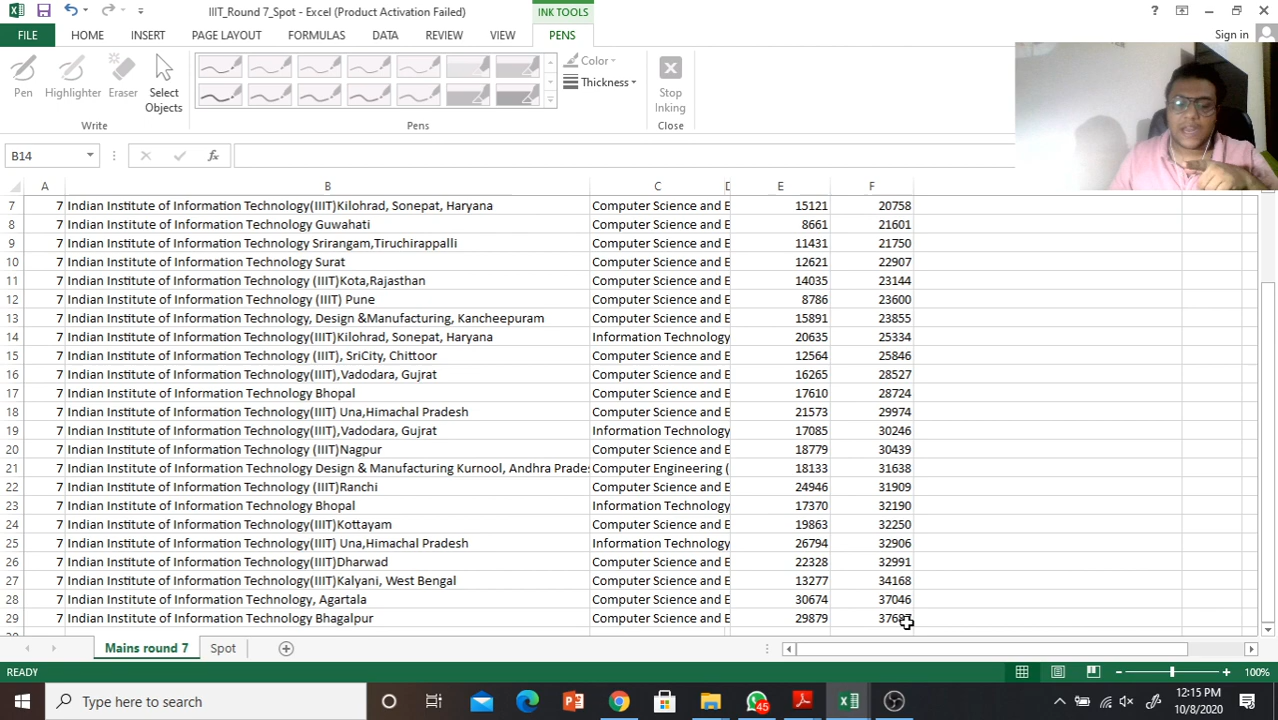 IIIT_Round 7_Spot - Excel (Product Activation Failed)
INK TOOLS
FILE HOME INSERT PAGE LAYOUT FORMULAS DATA REVIEW VIEW PENS
Sign in
Pen
Highlighter
Eraser
Select Objects
Color
Thickness
Stop Inking
Write
Pens
Close
B14
A B C D E F
7 7 Indian Institute of Information Technology(IIIT)Kilohrad, Sonepat, Haryana Computer Science and E 15121 20758
8 7 Indian Institute of Information Technology Guwahati Computer Science and E 8661 21601
9 7 Indian Institute of Information Technology Srirangam,Tiruchirappalli Computer Science and E 11431 21750
10 7 Indian Institute of Information Technology Surat Computer Science and E 12621 22907
11 7 Indian Institute of Information Technology (IIIT)Kota,Rajasthan Computer Science and E 14035 23144
12 7 Indian Institute of Information Technology (IIIT) Pune Computer Science and E 8786 23600
13 7 Indian Institute of Information Technology, Design &Manufacturing, Kancheepuram Computer Science and E 15891 23855
14 7 Indian Institute of Information Technology(IIIT)Kilohrad, Sonepat, Haryana Information Technology 20635 25334
15 7 Indian Institute of Information Technology (IIIT), SriCity, Chittoor Computer Science and E 12564 25846
16 7 Indian Institute of Information Technology(IIIT),Vadodara, Gujrat Computer Science and E 16265 28527
17 7 Indian Institute of Information Technology Bhopal Computer Science and E 17610 28724
18 7 Indian Institute of Information Technology(IIIT) Una,Himachal Pradesh Computer Science and E 21573 29974
19 7 Indian Institute of Information Technology(IIIT),Vadodara, Gujrat Information Technology 17085 30246
20 7 Indian Institute of Information Technology (IIIT)Nagpur Computer Science and E 18779 30439
21 7 Indian Institute of Information Technology Design & Manufacturing Kurnool, Andhra Prades Computer Engineering ( 18133 31638
22 7 Indian Institute of Information Technology (IIIT)Ranchi Computer Science and E 24946 31909
23 7 Indian Institute of Information Technology Bhopal Information Technology 17370 32190
24 7 Indian Institute of Information Technology(IIIT)Kottayam Computer Science and E 19863 32250
25 7 Indian Institute of Information Technology(IIIT) Una,Himachal Pradesh Information Technology 26794 32906
26 7 Indian Institute of Information Technology(IIIT)Dharwad Computer Science and E 22328 32991
27 7 Indian Institute of Information Technology(IIIT)Kalyani, West Bengal Computer Science and E 13277 34168
28 7 Indian Institute of Information Technology, Agartala Computer Science and E 30674 37046
29 7 Indian Institute of Information Technology Bhagalpur Computer Science and E 29879
Mains round 7 Spot
READY 100%
Type here to search
45
12:15 PM
10/8/2020